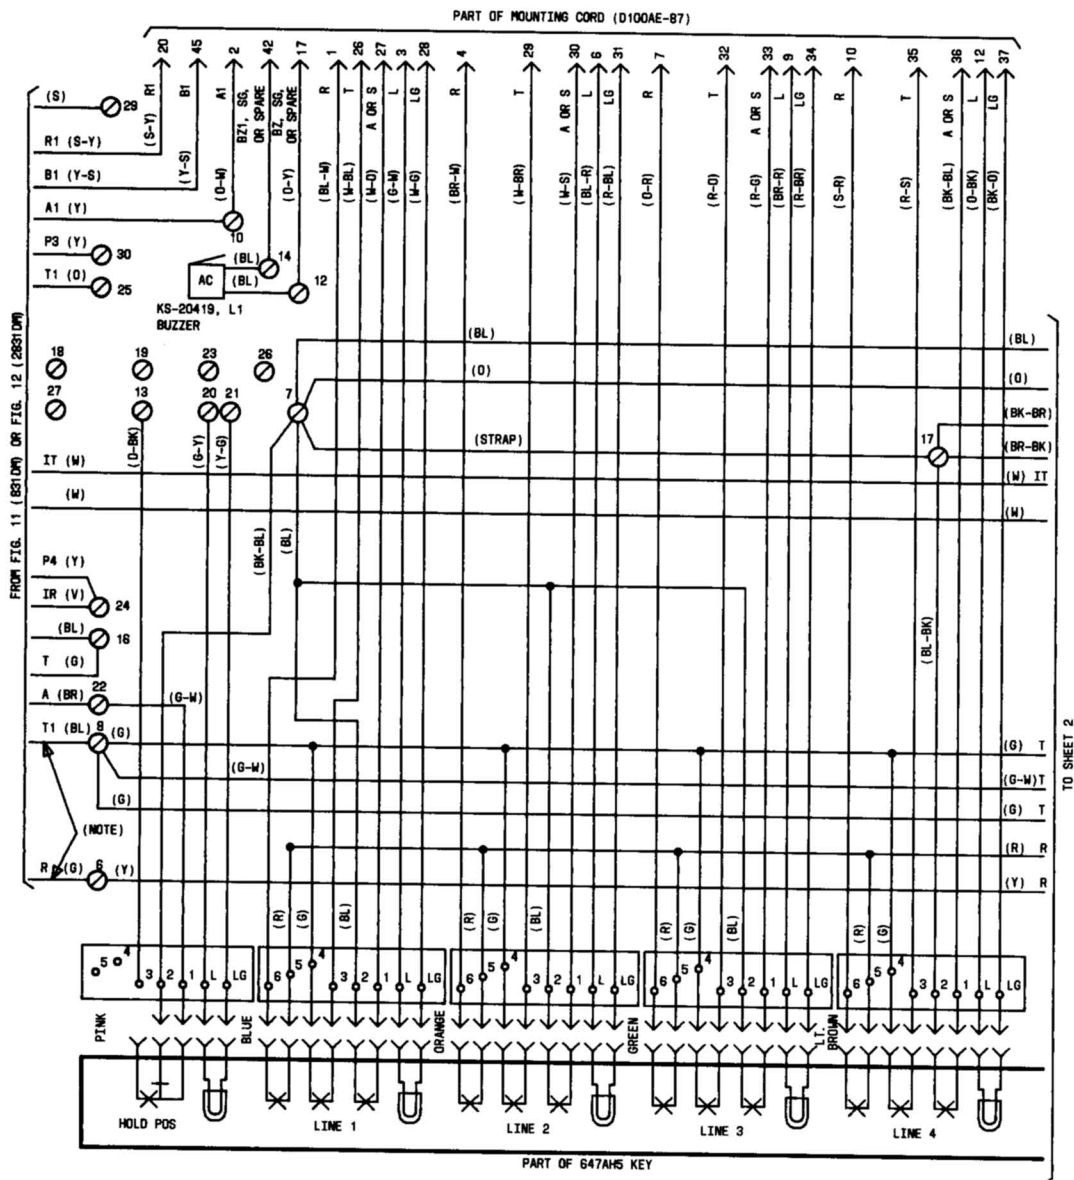 PART OF MOUNTING CORD (D100AE-87)
20 45 2 42 17 1 26 27 3 28 4 29 30 6 31 7 32 33 9 34 10 35 36 12 37
R1 B1 A1 BZ1, SG, OR SPARE BZ, SG, OR SPARE R T A OR S L LG R T A OR S L LG R T A OR S L LG R T A OR S L LG
(S-Y) (Y-S) (O-W) (O-Y) (BL-W) (W-BL) (W-O) (G-W) (W-G) (BR-W) (W-BR) (W-S) (BL-R) (R-BL) (O-R) (R-O) (R-G) (BR-R) (R-BR) (S-R) (R-S) (BK-BL) (O-BK) (BK-O)
(S) 29
R1 (S-Y)
B1 (Y-S)
A1 (Y)
10
P3 (Y) 30
(BL) 14
T1 (O) 25
AC (BL) 12
KS-20419, L1
BUZZER
FROM FIG. 11 (831DM) OR FIG. 12 (2831DM)
(BL) (BL)
18 19 23 26
(O) (O)
27 13 20 21 7
(BK-BR)
(O-BK) (G-Y) (Y-G)
(STRAP) 17 (BR-BK)
IT (W) (W) IT
(W) (W)
(BK-BL) (BL)
P4 (Y)
IR (V) 24
(BL) 16
T (G)
(BL-BK)
A (BR) 22 (G-W)
T1 (BL) 8 (G) (G) T
(G-W) (G-W)T
(G) (G) T
(NOTE)
(R) R
R (G) 6 (Y) (Y) R
TO SHEET 2
(R) (G) (BL) (R) (G) (BL) (R) (G) (BL) (R) (G)
5 4 3 2 1 L LG
6 5 4 3 2 1 L LG
6 5 4 3 2 1 L LG
6 5 4 3 2 1 L LG
6 5 4 3 2 1 L LG
PINK BLUE ORANGE GREEN LT. BROWN
HOLD POS LINE 1 LINE 2 LINE 3 LINE 4
PART OF 647AH5 KEY